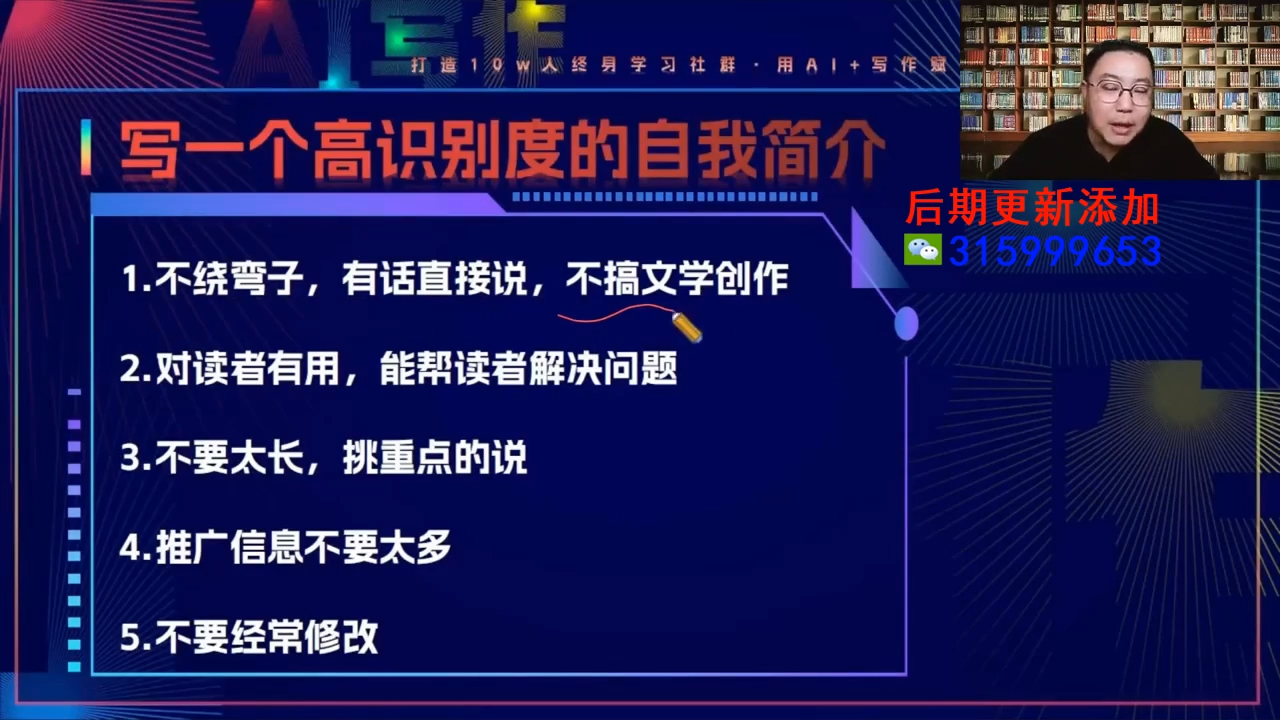 AI写作
打造10w人终身学习社群·用AI+写作赋
写一个高识别度的自我简介
后期更新添加
315999653
1.不绕弯子，有话直接说，不搞文学创作
2.对读者有用，能帮读者解决问题
3.不要太长，挑重点的说
4.推广信息不要太多
5.不要经常修改